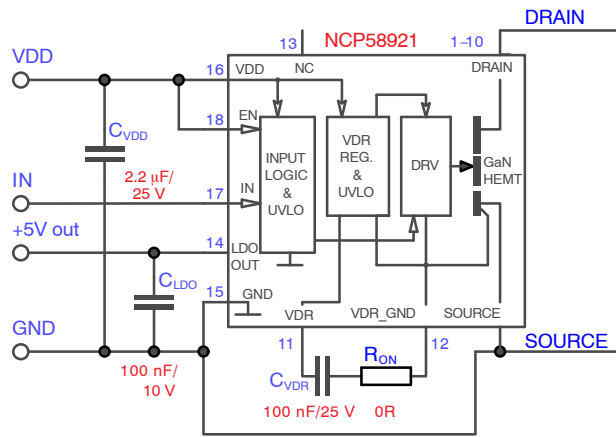 DRAIN
13
NCP58921
1–10
VDD
16
VDD
NC
DRAIN
18
EN
CVDD
INPUT
LOGIC
&
UVLO
VDR
REG.
&
UVLO
DRV
GaN
HEMT
IN
2.2 μF/
25 V
17
IN
+5V out
14
LDO
OUT
CLDO
15
GND
VDR
VDR_GND
SOURCE
GND
SOURCE
11
12
100 nF/
10 V
CVDR
RON
100 nF/25 V
0R